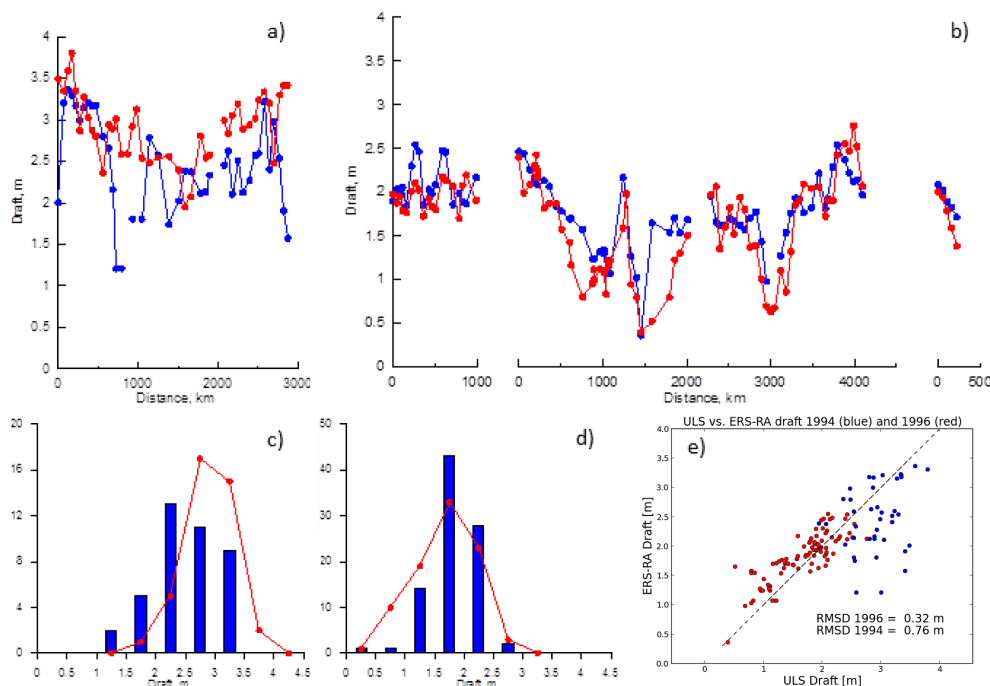 a)
Draft, m
4
3.5
3
2.5
2
1.5
1
0.5
0
0 1000 2000 3000
Distance, km
b)
Draft, m
4
3.5
3
2.5
2
1.5
1
0.5
0
0 1000 0 1000 2000 3000 4000 0 500
Distance, km
c)
20
16
12
8
4
0
0 0.5 1 1.5 2 2.5 3 3.5 4 4.5
Draft, m
d)
50
40
30
20
10
0
0 0.5 1 1.5 2 2.5 3 3.5 4 4.5
Draft, m
ULS vs. ERS-RA draft 1994 (blue) and 1996 (red)
e)
ERS-RA Draft [m]
4.0
3.5
3.0
2.5
2.0
1.5
1.0
0.5
0.0
RMSD 1996 = 0.32 m
RMSD 1994 = 0.76 m
0 1 2 3 4
ULS Draft [m]